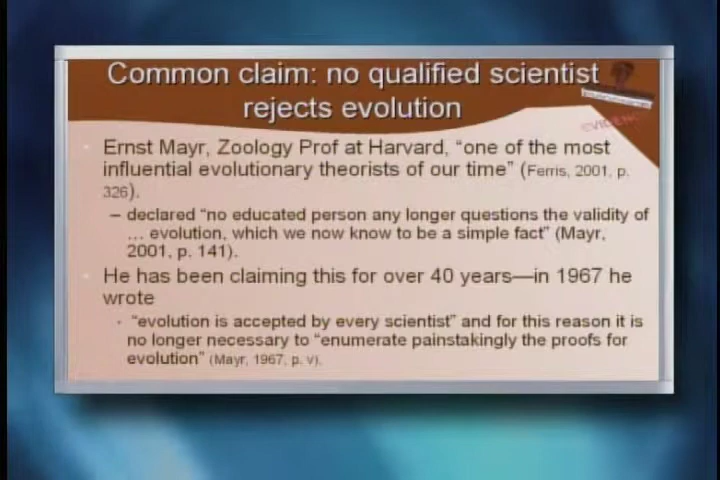 Common claim: no qualified scientist
rejects evolution
EVIDEN
Ernst Mayr, Zoology Prof at Harvard, “one of the most
influential evolutionary theorists of our time” (Ferris, 2001, p.
326).
– declared “no educated person any longer questions the validity of
... evolution, which we now know to be a simple fact” (Mayr,
2001, p. 141).
He has been claiming this for over 40 years—in 1967 he
wrote
· “evolution is accepted by every scientist” and for this reason it is
no longer necessary to “enumerate painstakingly the proofs for
evolution” (Mayr, 1967, p. v).